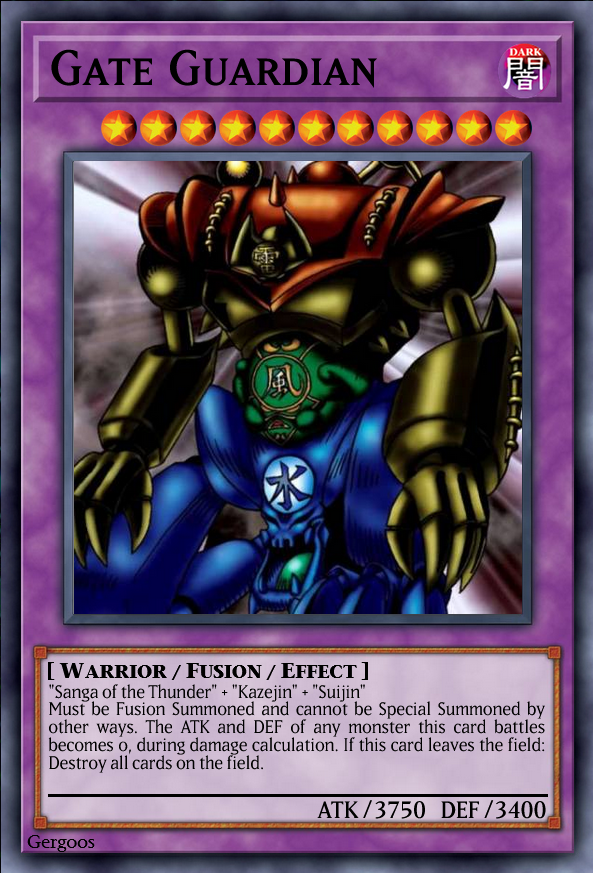 GATE GUARDIAN
DARK
闇
雷
風
水
[ WARRIOR / FUSION / EFFECT ]
"Sanga of the Thunder" + "Kazejin" + "Suijin"
Must be Fusion Summoned and cannot be Special Summoned by
other ways. The ATK and DEF of any monster this card battles
becomes 0, during damage calculation. If this card leaves the field:
Destroy all cards on the field.
ATK/3750 DEF/3400
Gergoos